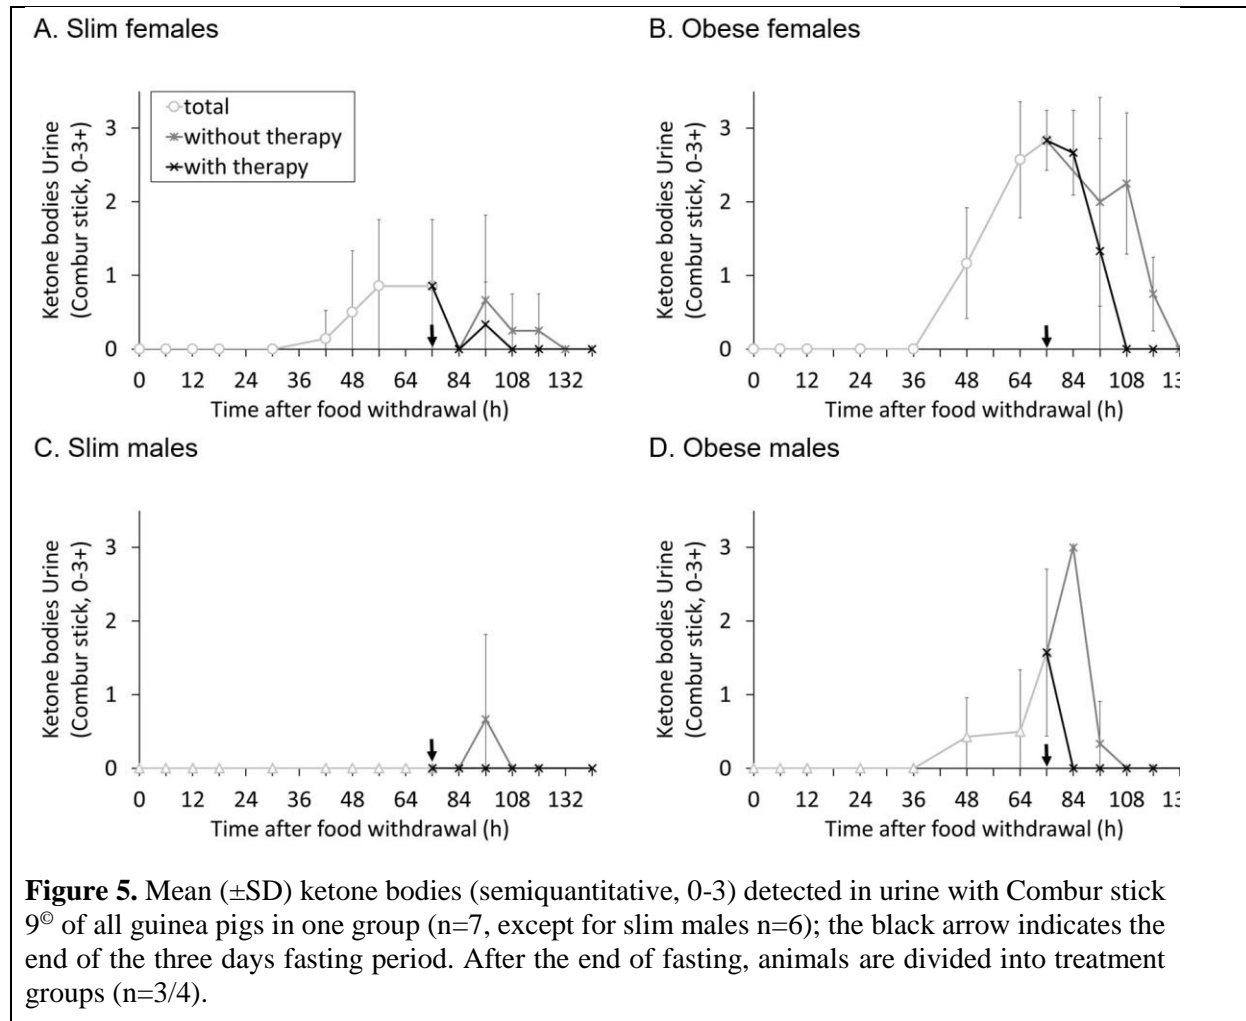 A. Slim females
B. Obese females
total
without therapy
with therapy
Ketone bodies Urine
(Combur stick, 0-3+)
3
2
1
0
0 12 24 36 48 64 84 108 132
Time after food withdrawal (h)
Ketone bodies Urine
(Combur stick, 0-3+)
3
2
1
0
0 12 24 36 48 64 84 108 13
Time after food withdrawal (h)
C. Slim males
D. Obese males
Ketone bodies Urine
(Combur stick, 0-3+)
3
2
1
0
0 12 24 36 48 64 84 108 132
Time after food withdrawal (h)
Ketone bodies Urine
(Combur stick, 0-3+)
3
2
1
0
0 12 24 36 48 64 84 108 13
Time after food withdrawal (h)
Figure 5. Mean (±SD) ketone bodies (semiquantitative, 0-3) detected in urine with Combur stick
9© of all guinea pigs in one group (n=7, except for slim males n=6); the black arrow indicates the
end of the three days fasting period. After the end of fasting, animals are divided into treatment
groups (n=3/4).